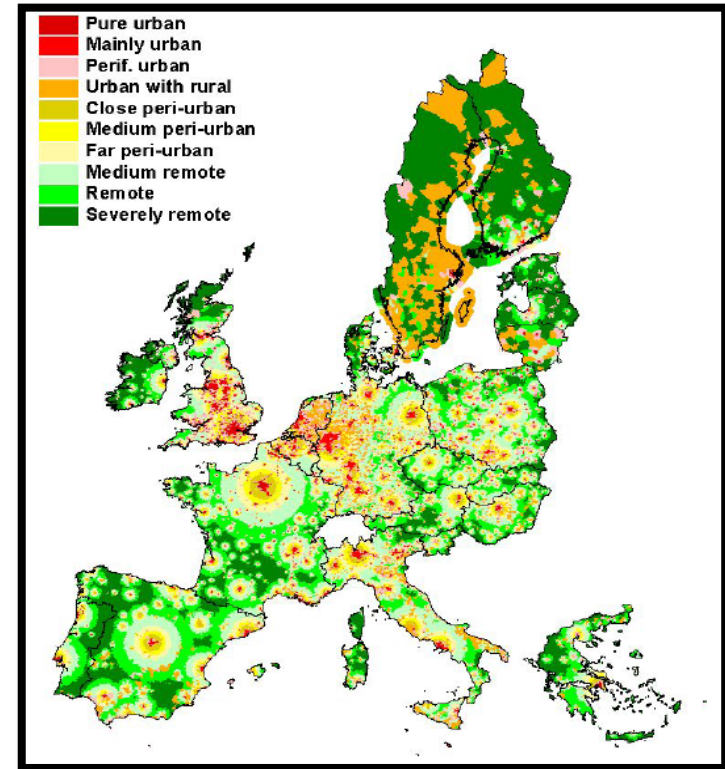 Pure urban
Mainly urban
Perif. urban
Urban with rural
Close peri-urban
Medium peri-urban
Far peri-urban
Medium remote
Remote
Severely remote